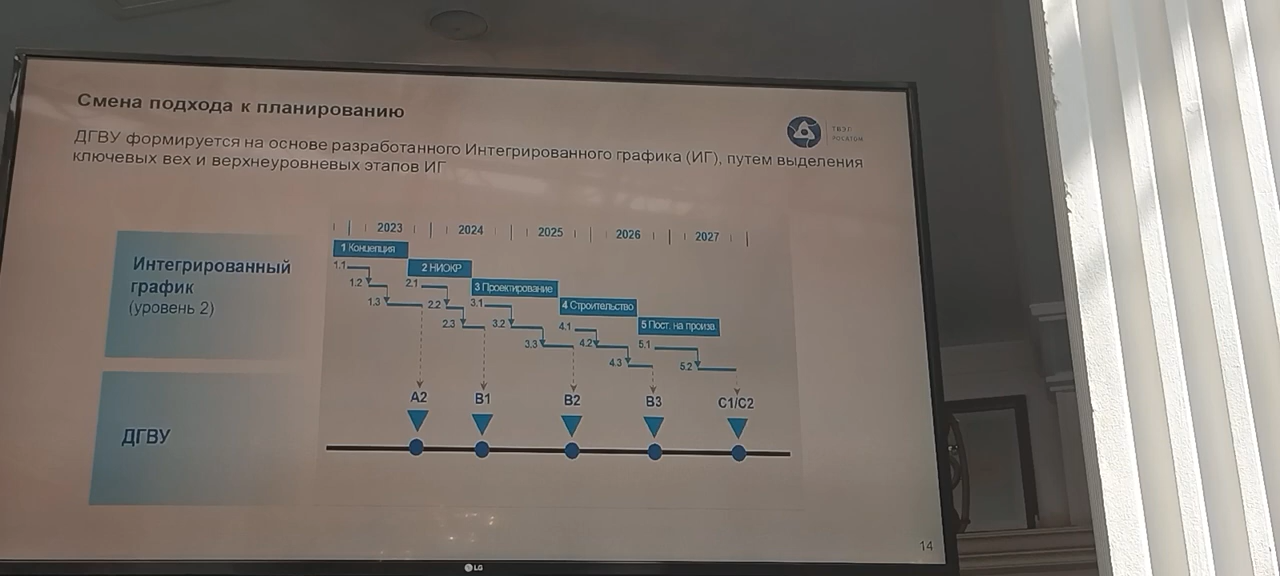 Смена подхода к планированию
ТВЭЛ
РОСАТОМ
ДГВУ формируется на основе разработанного Интегрированного графика (ИГ), путем выделения
ключевых вех и верхнеуровневых этапов ИГ
2023 2024 2025 2026 2027
Интегрированный
график
(уровень 2)
1 Концепция
1.1
1.2
1.3
2 НИОКР
2.1
2.2
2.3
3 Проектирование
3.1
3.2
3.3
4 Строительство
4.1
4.2
4.3
5 Пост. на произв
5.1
5.2
A2 B1 B2 B3 C1/C2
ДГВУ
14
LG